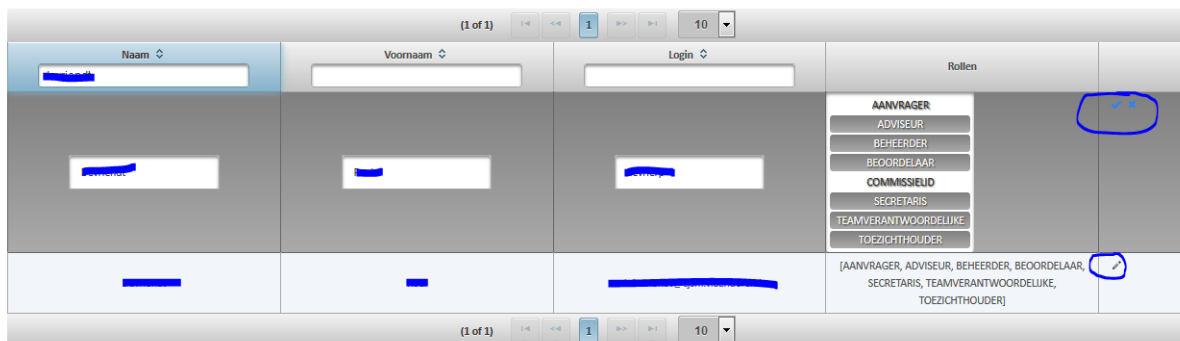 (1 of 1) 1 10
Naam
Voornaam
Login
Rollen
AANVRAGER
ADVISEUR
BEHEERDER
BEOORDELAAR
COMMISSIELID
SECRETARIS
TEAMVERANTWOORDELIJKE
TOEZICHTHOUDER
[AANVRAGER, ADVISEUR, BEHEERDER, BEOORDELAAR,
SECRETARIS, TEAMVERANTWOORDELIJKE,
TOEZICHTHOUDER]
(1 of 1) 1 10